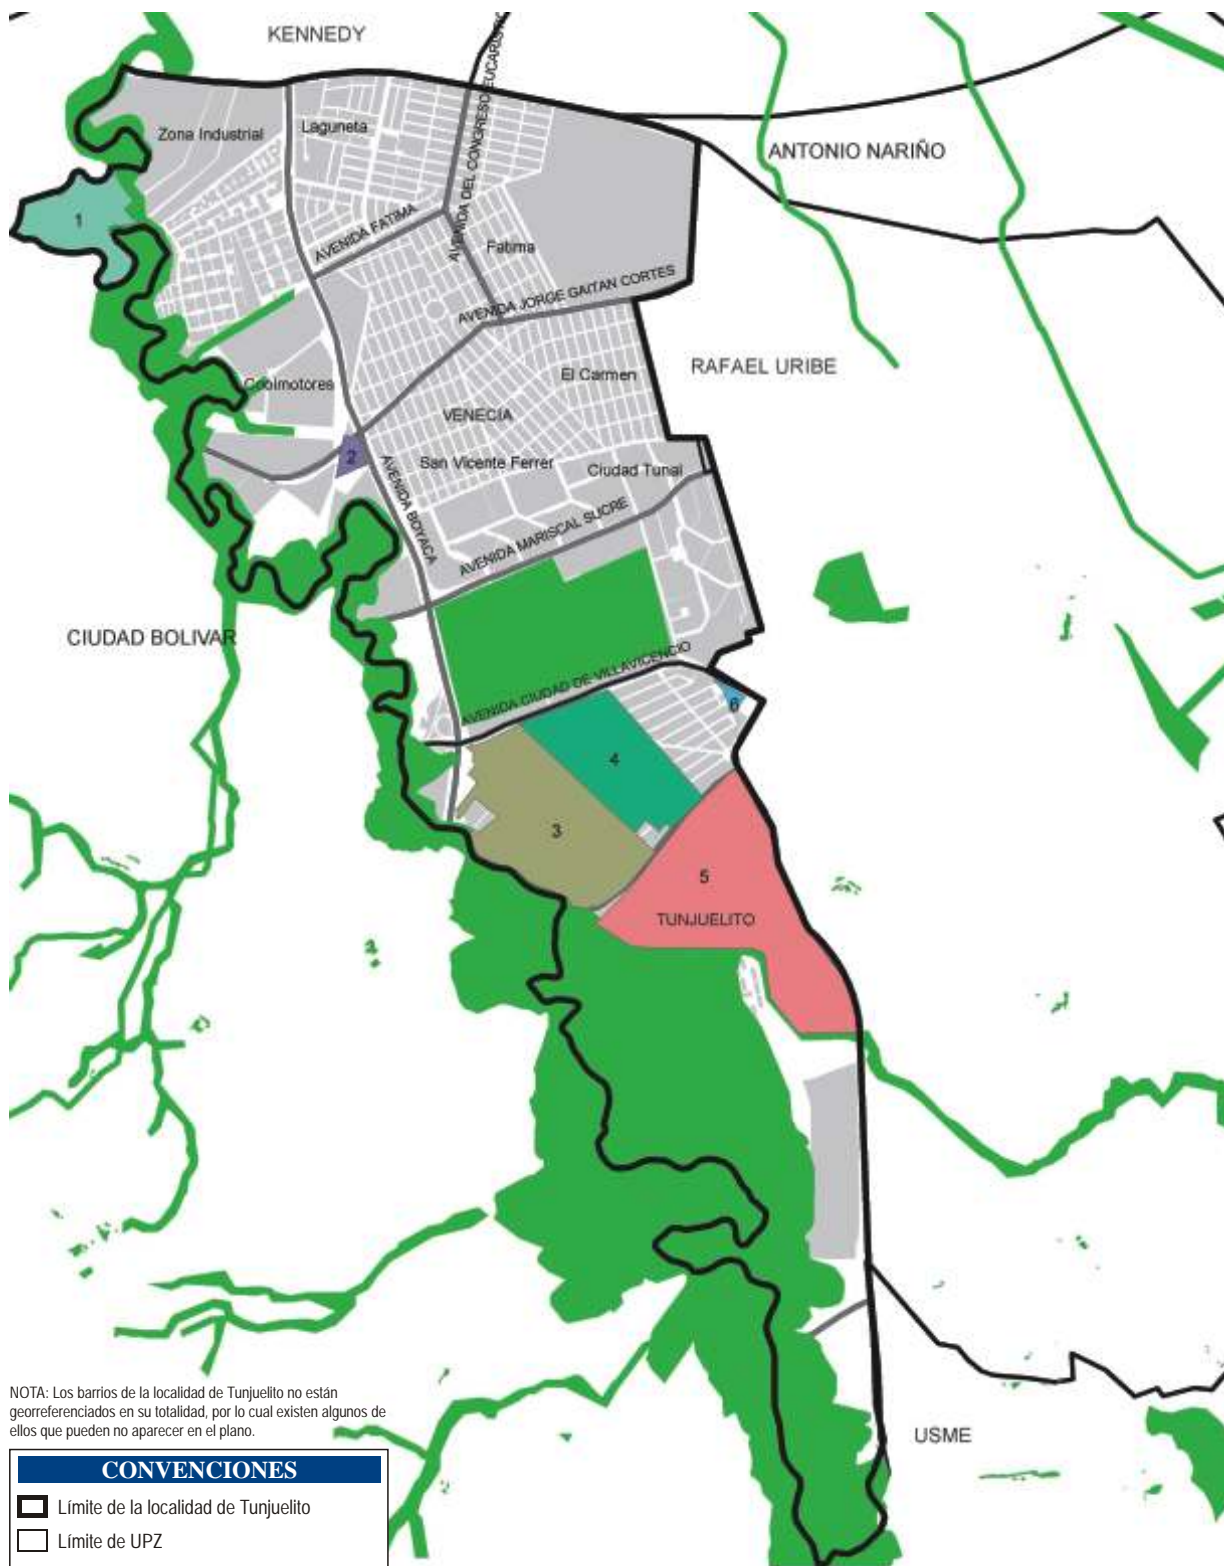 KENNEDY
AVENIDA DEL CONGRESO EUCARISTICO
Zona Industrial
Laguneta
ANTONIO NARIÑO
1
AVENIDA FATIMA
Fatima
AVENIDA JORGE GAITAN CORTES
RAFAEL URIBE
El Carmen
Coolmotores
VENECIA
2
San Vicente Ferrer
Ciudad Tunal
AVENIDA BOYACA
AVENIDA MARISCAL SUCRE
CIUDAD BOLIVAR
AVENIDA CIUDAD DE VILLAVICENCIO
6
4
3
5
TUNJUELITO
NOTA: Los barrios de la localidad de Tunjuelito no están
georreferenciados en su totalidad, por lo cual existen algunos de
ellos que pueden no aparecer en el plano.
USME
CONVENCIONES
Límite de la localidad de Tunjuelito
Límite de UPZ